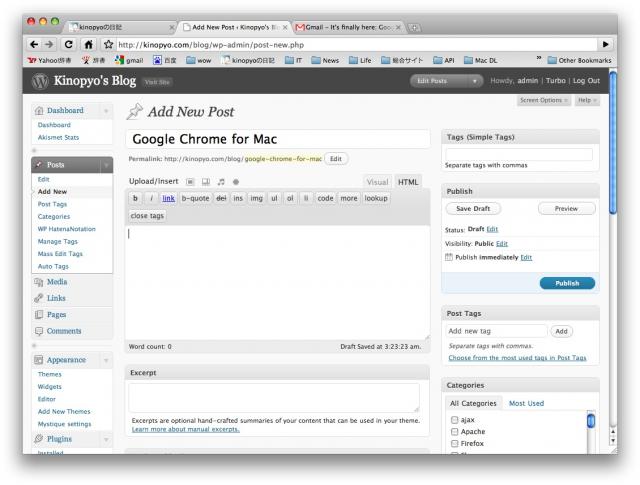 kinopyoの日記
Add New Post ‹ Kinopyo's Blog
Gmail – It's finally here: Goo
http://kinopyo.com/blog/wp-admin/post-new.php
Yahoo!辞書 辞書 gmail 百度 wow kinopyoの日記 IT News Life 総合サイト API Mac DL » Other Bookmarks
Kinopyo's Blog Visit Site Edit Posts Howdy, admin | Turbo | Log Out
Screen Options Help
Dashboard
Dashboard
Akismet Stats
Posts
Edit
Add New
Post Tags
Categories
WP HatenaNotation
Manage Tags
Mass Edit Tags
Auto Tags
Media
Links
Pages
Comments
Appearance
Themes
Widgets
Editor
Add New Themes
Mystique settings
Plugins
Installed
Add New Post
Google Chrome for Mac
Permalink: http://kinopyo.com/blog/google-chrome-for-mac Edit
Upload/Insert Visual HTML
b i link b-quote del ins img ul ol li code more lookup
close tags
Word count: 0 Draft Saved at 3:23:23 am.
Excerpt
Excerpts are optional hand-crafted summaries of your content that can be used in your theme.
Learn more about manual excerpts.
Tags (Simple Tags)
Separate tags with commas
Publish
Save Draft Preview
Status: Draft Edit
Visibility: Public Edit
Publish immediately Edit
Publish
Post Tags
Add new tag Add
Separate tags with commas.
Choose from the most used tags in Post Tags
Categories
All Categories Most Used
ajax
Apache
Firefox